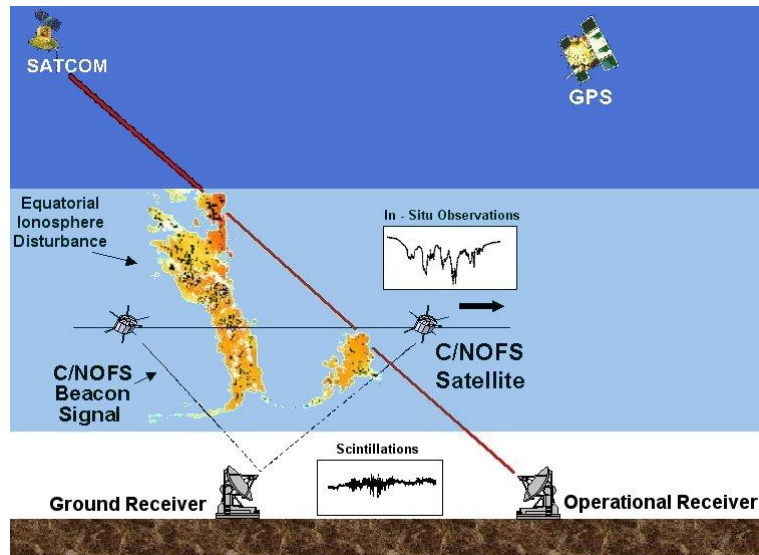 SATCOM
GPS
Equatorial
Ionosphere
Disturbance
In - Situ Observations
C/NOFS
Satellite
C/NOFS
Beacon
Signal
Scintillations
Ground Receiver
Operational Receiver